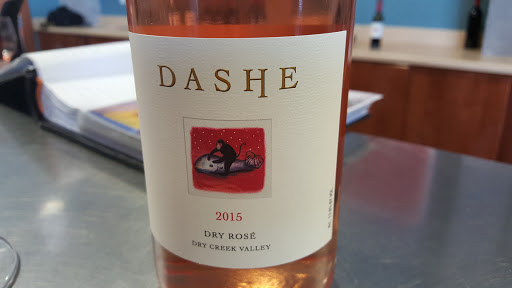 DASHE
2015
DRY ROSÉ
DRY CREEK VALLEY